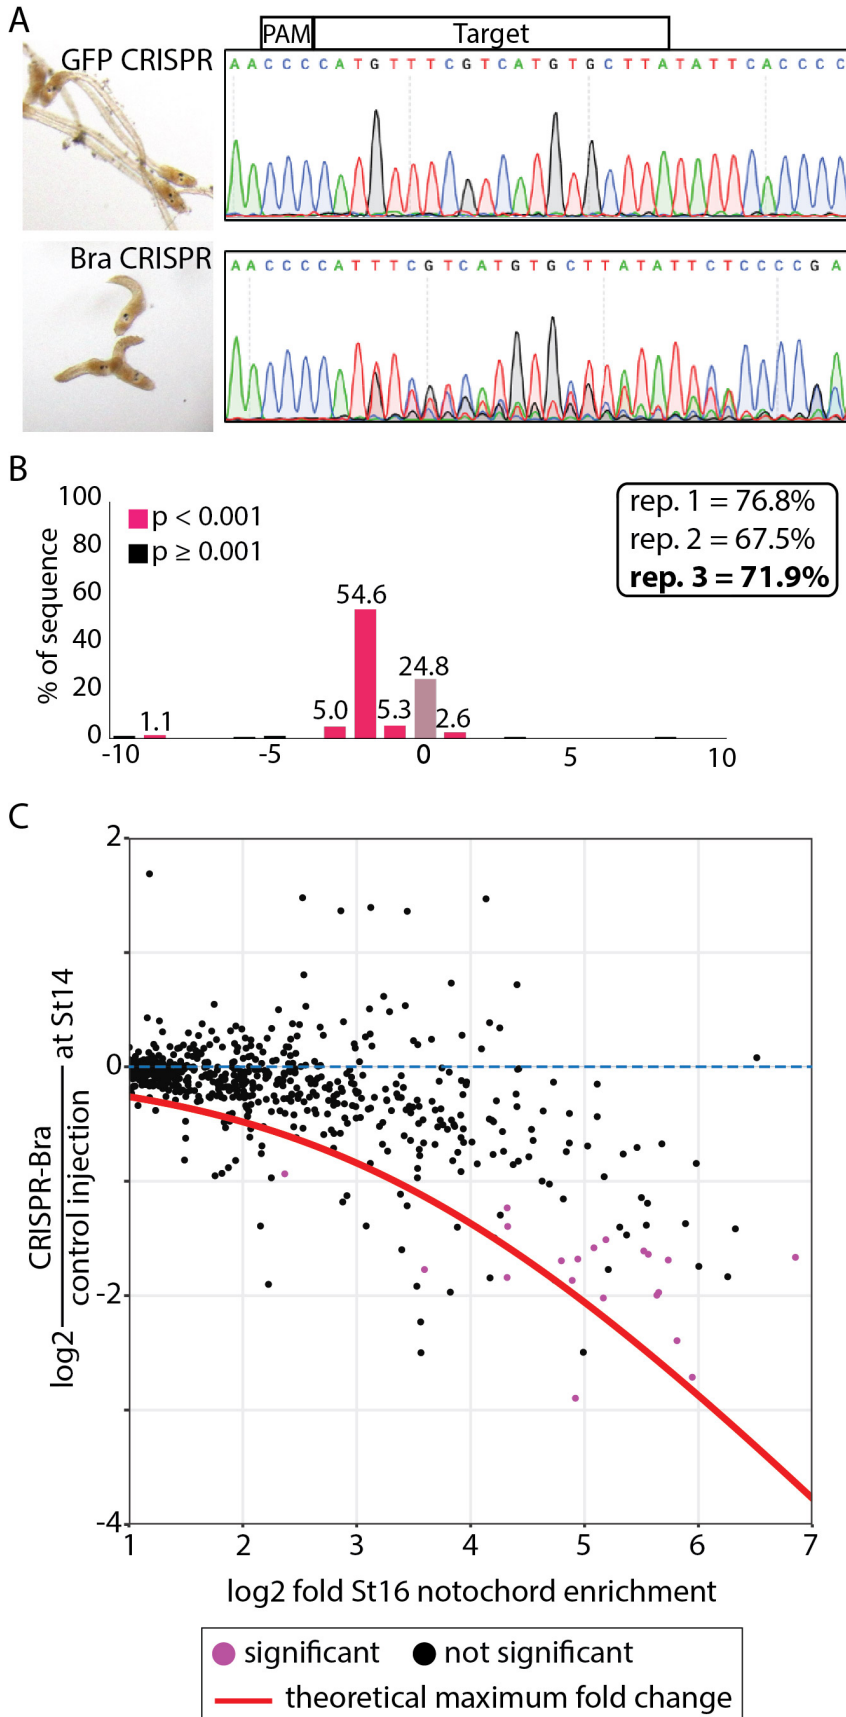 A
PAM Target
GFP CRISPR
A A C C C C A T G T T T C G T C A T G T G C T T A T A T T C A C C C C
Bra CRISPR
A A C C C C A T T T C G T C A T G T G C T T A T A T T C T C C C C G A
B
% of sequence
100
80
60
40
20
0
p < 0.001
p ≥ 0.001
rep. 1 = 76.8%
rep. 2 = 67.5%
rep. 3 = 71.9%
1.1
5.0
54.6
5.3
24.8
2.6
-10 -5 0 5 10
C
log2 CRISPR-Bra
control injection
at St14
2
0
-2
-4
1 2 3 4 5 6 7
log2 fold St16 notochord enrichment
significant not significant
theoretical maximum fold change